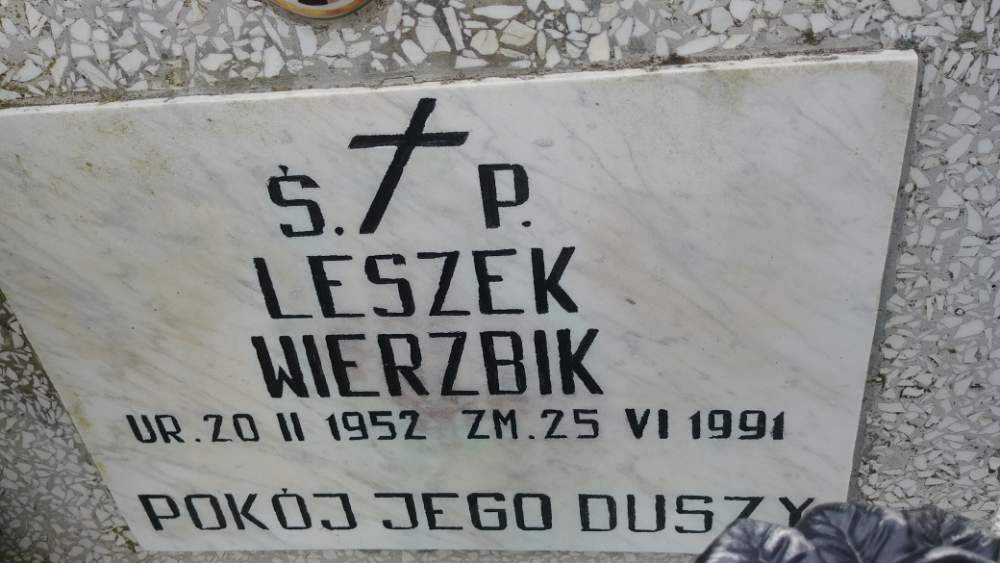 Ś. P.
LESZEK
WIERZBIK
UR. 20 II 1952 ZM. 25 VI 1991
POKÓJ JEGO DUSZY